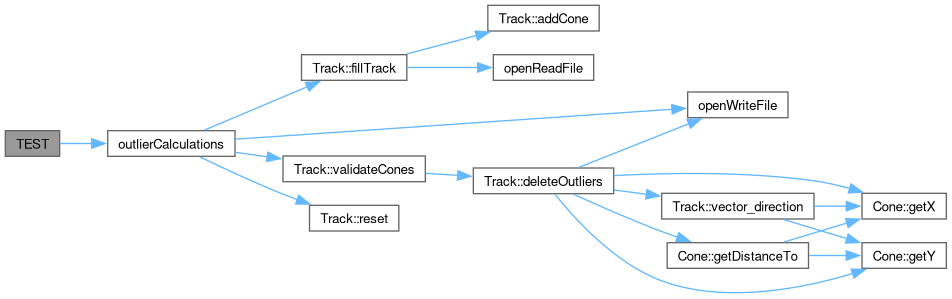 Track::addCone
Track::fillTrack
openReadFile
openWriteFile
TEST
outlierCalculations
Track::validateCones
Track::deleteOutliers
Track::vector_direction
Cone::getX
Track::reset
Cone::getDistanceTo
Cone::getY